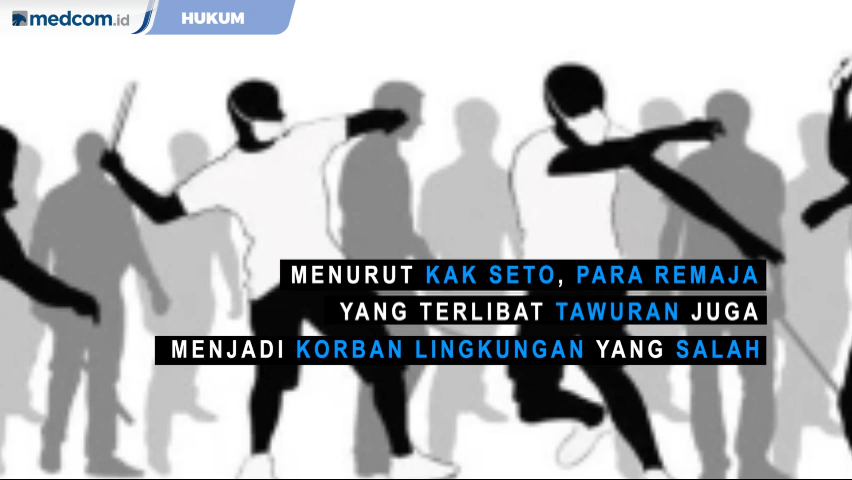 medcom.id
HUKUM
MENURUT KAK SETO, PARA REMAJA
YANG TERLIBAT TAWURAN JUGA
MENJADI KORBAN LINGKUNGAN YANG SALAH